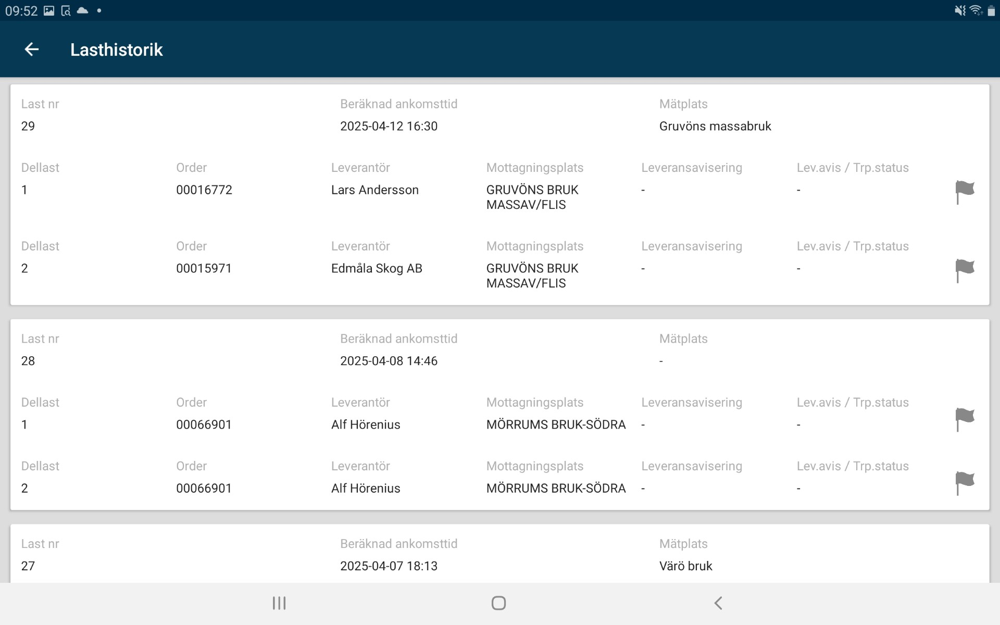 09:52
Lasthistorik
Last nr Beräknad ankomsttid Mätplats
29 2025-04-12 16:30 Gruvöns massabruk
Dellast Order Leverantör Mottagningsplats Leveransavisering Lev.avis / Trp.status
1 00016772 Lars Andersson GRUVÖNS BRUK - -
MASSAV/FLIS
Dellast Order Leverantör Mottagningsplats Leveransavisering Lev.avis / Trp.status
2 00015971 Edmåla Skog AB GRUVÖNS BRUK - -
MASSAV/FLIS
Last nr Beräknad ankomsttid Mätplats
28 2025-04-08 14:46 -
Dellast Order Leverantör Mottagningsplats Leveransavisering Lev.avis / Trp.status
1 00066901 Alf Hörenius MÖRRUMS BRUK-SÖDRA - -
Dellast Order Leverantör Mottagningsplats Leveransavisering Lev.avis / Trp.status
2 00066901 Alf Hörenius MÖRRUMS BRUK-SÖDRA - -
Last nr Beräknad ankomsttid Mätplats
27 2025-04-07 18:13 Värö bruk